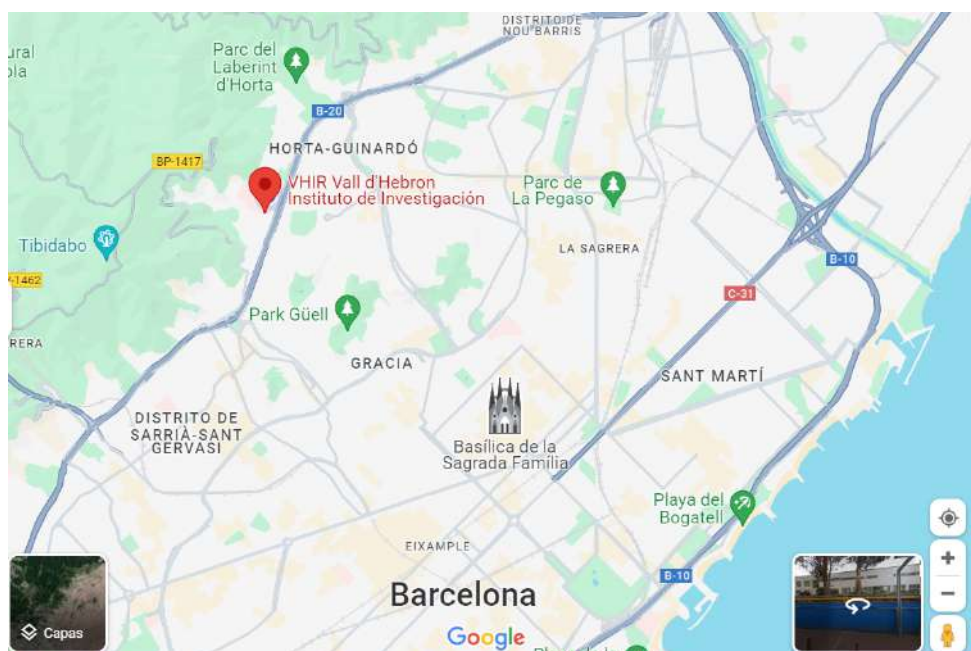 DISTRITO DE
NOU BARRIS
Parc del
Laberint
d'Horta
B-20
HORTA-GUINARDÓ
BP-1417
VHIR Vall d'Hebron
Instituto de Investigación
Parc de
La Pegaso
Tibidabo
LA SAGRERA
B-10
-1462
C-31
Park Güell
RERA
GRACIA
SANT MARTÍ
DISTRITO DE
SARRIÀ-SANT
GERVASI
Basílica de la
Sagrada Família
Playa del
Bogatell
EIXAMPLE
B-10
Barcelona
Capas
Google